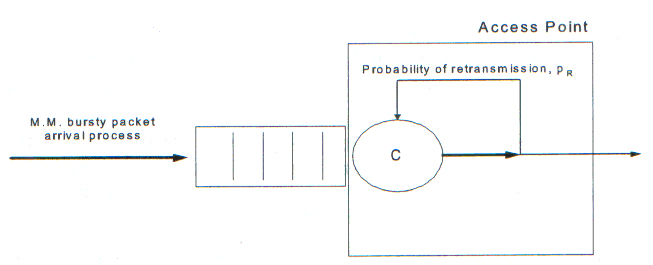 Access Point
Probability of retransmission, pR
M.M. bursty packet
arrival process
C